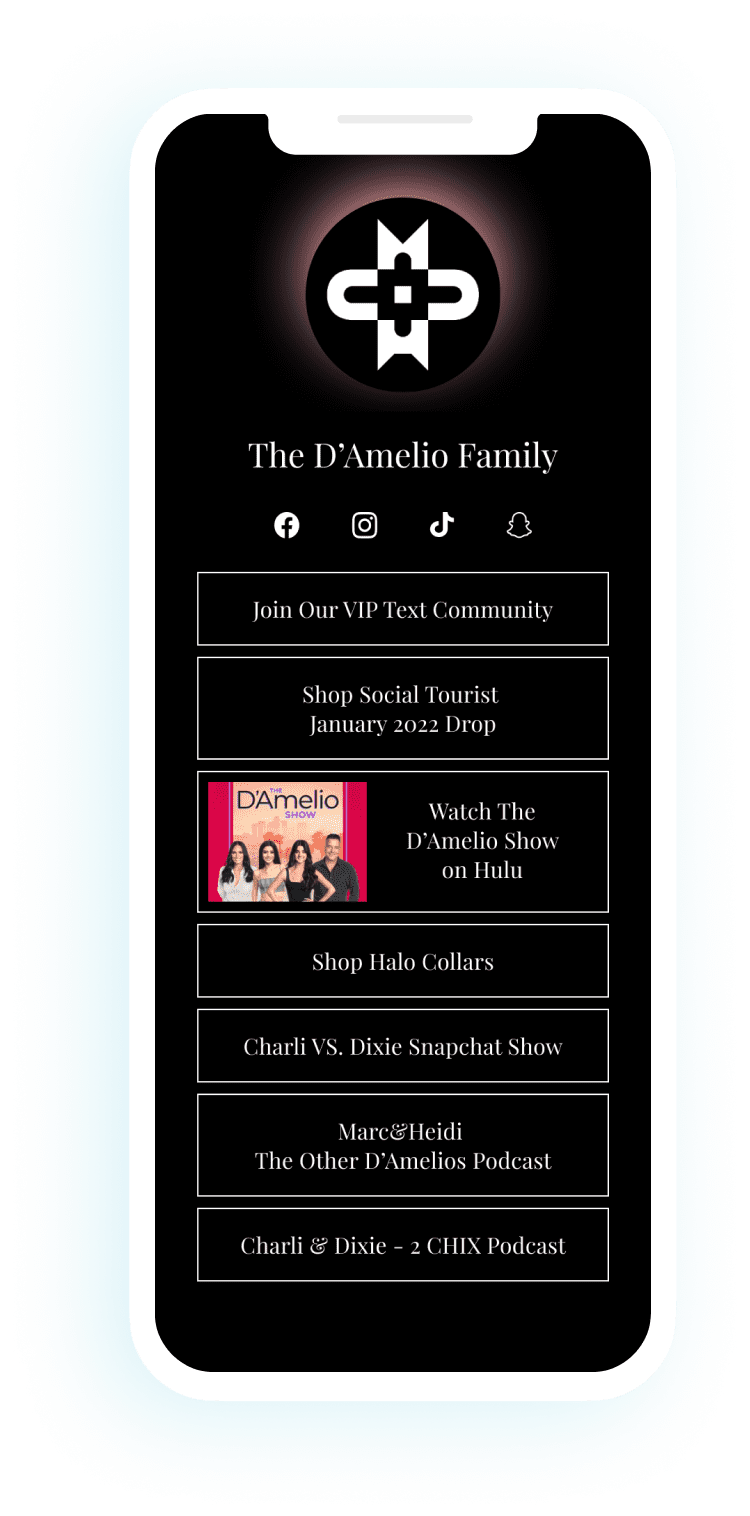 The D’Amelio Family
Join Our VIP Text Community
Shop Social Tourist
January 2022 Drop
THE
D’Amelio
SHOW
Watch The
D’Amelio Show
on Hulu
Shop Halo Collars
Charli VS. Dixie Snapchat Show
Marc&Heidi
The Other D’Amelios Podcast
Charli & Dixie - 2 CHIX Podcast